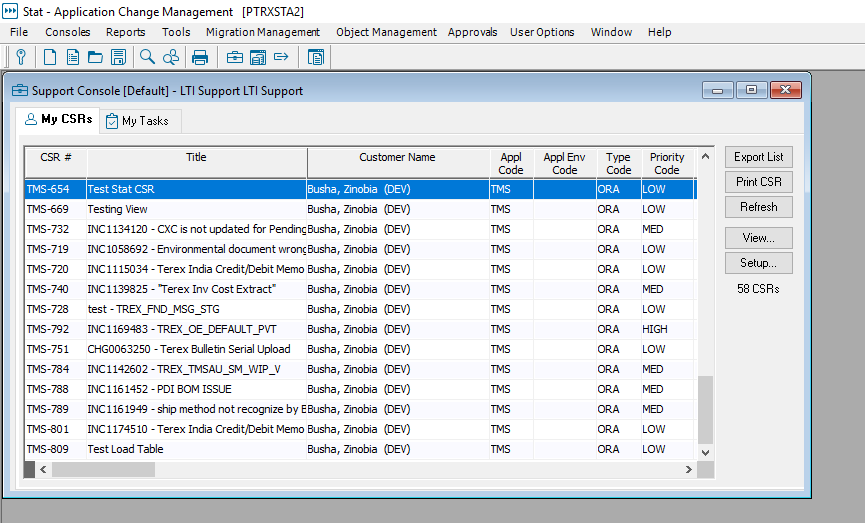 Stat - Application Change Management [PTRXSTA2]
File Consoles Reports Tools Migration Management Object Management Approvals User Options Window Help
Support Console [Default] - LTI Support LTI Support
My CSRs My Tasks
CSR # Title Customer Name Appl Code Appl Env Code Type Code Priority Code
TMS-654 Test Stat CSR Busha, Zinobia (DEV) TMS ORA LOW
TMS-669 Testing View Busha, Zinobia (DEV) TMS ORA LOW
TMS-732 INC1134120 - CXC is not updated for Pending Busha, Zinobia (DEV) TMS ORA MED
TMS-719 INC1058692 - Environmental document wrong Busha, Zinobia (DEV) TMS ORA LOW
TMS-720 INC1115034 - Terex India Credit/Debit Memo Busha, Zinobia (DEV) TMS ORA LOW
TMS-740 INC1139825 - "Terex Inv Cost Extract" Busha, Zinobia (DEV) TMS ORA MED
TMS-728 test - TREX_FND_MSG_STG Busha, Zinobia (DEV) TMS ORA LOW
TMS-792 INC1169483 - TREX_OE_DEFAULT_PVT Busha, Zinobia (DEV) TMS ORA HIGH
TMS-751 CHG0063250 - Terex Bulletin Serial Upload Busha, Zinobia (DEV) TMS ORA LOW
TMS-784 INC1142602 - TREX_TMSAU_SM_WIP_V Busha, Zinobia (DEV) TMS ORA MED
TMS-788 INC1161452 - PDI BOM ISSUE Busha, Zinobia (DEV) TMS ORA MED
TMS-789 INC1161949 - ship method not recognize by E Busha, Zinobia (DEV) TMS ORA MED
TMS-801 INC1174510 - Terex India Credit/Debit Memo Busha, Zinobia (DEV) TMS ORA LOW
TMS-809 Test Load Table Busha, Zinobia (DEV) TMS ORA LOW
Export List
Print CSR
Refresh
View...
Setup...
58 CSRs